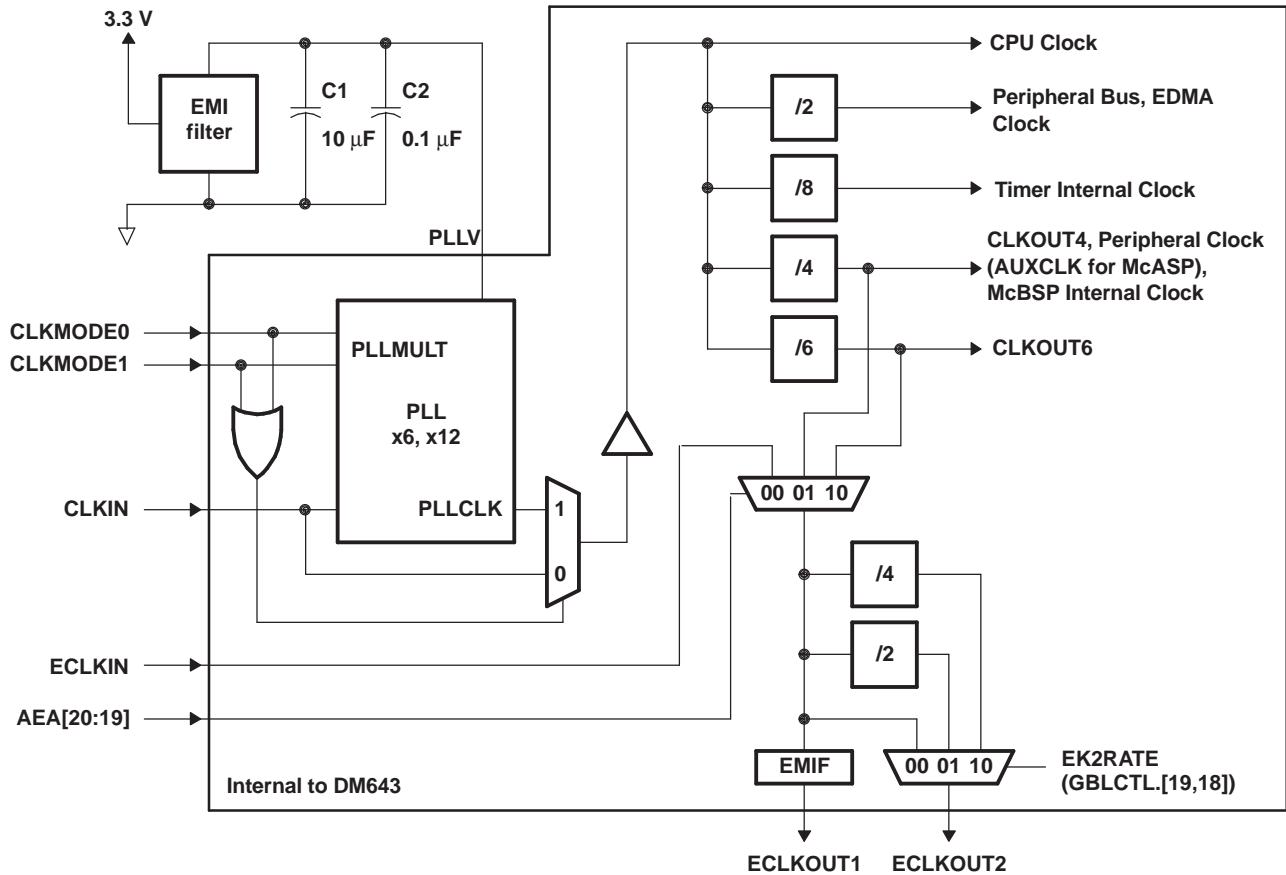 3.3 V
EMI
filter
C1
10 μF
C2
0.1 μF
CPU Clock
/2
Peripheral Bus, EDMA
Clock
/8
Timer Internal Clock
/4
CLKOUT4, Peripheral Clock
(AUXCLK for McASP),
McBSP Internal Clock
/6
CLKOUT6
PLLV
CLKMODE0
CLKMODE1
PLLMULT
PLL
x6, x12
CLKIN
PLLCLK
1
0
00 01 10
/4
/2
ECLKIN
AEA[20:19]
EMIF
00 01 10
EK2RATE
(GBLCTL.[19,18])
Internal to DM643
ECLKOUT1
ECLKOUT2